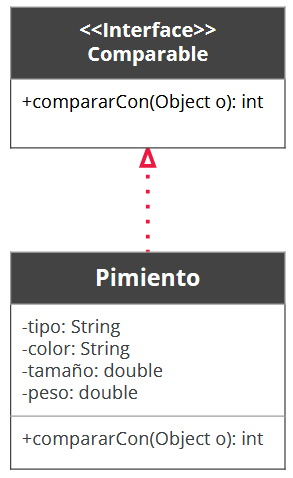 <<Interface>>
Comparable
+compararCon(Object o): int
Pimiento
-tipo: String
-color: String
-tamaño: double
-peso: double
+compararCon(Object o): int